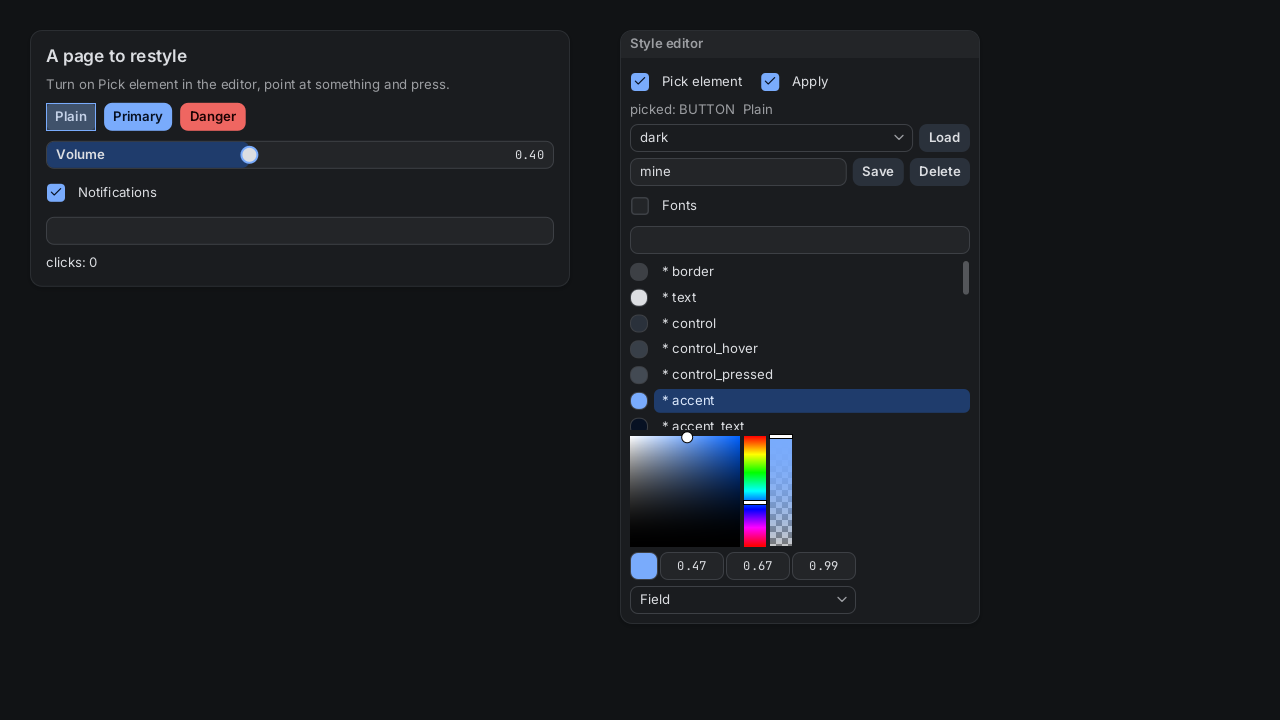 A page to restyle
Turn on Pick element in the editor, point at something and press.
Plain Primary Danger
Volume 0.40
Notifications
clicks: 0
Style editor
Pick element Apply
picked: BUTTON Plain
dark Load
mine Save Delete
Fonts
* border
* text
* control
* control_hover
* control_pressed
* accent
* accent_text
0.47 0.67 0.99
Field